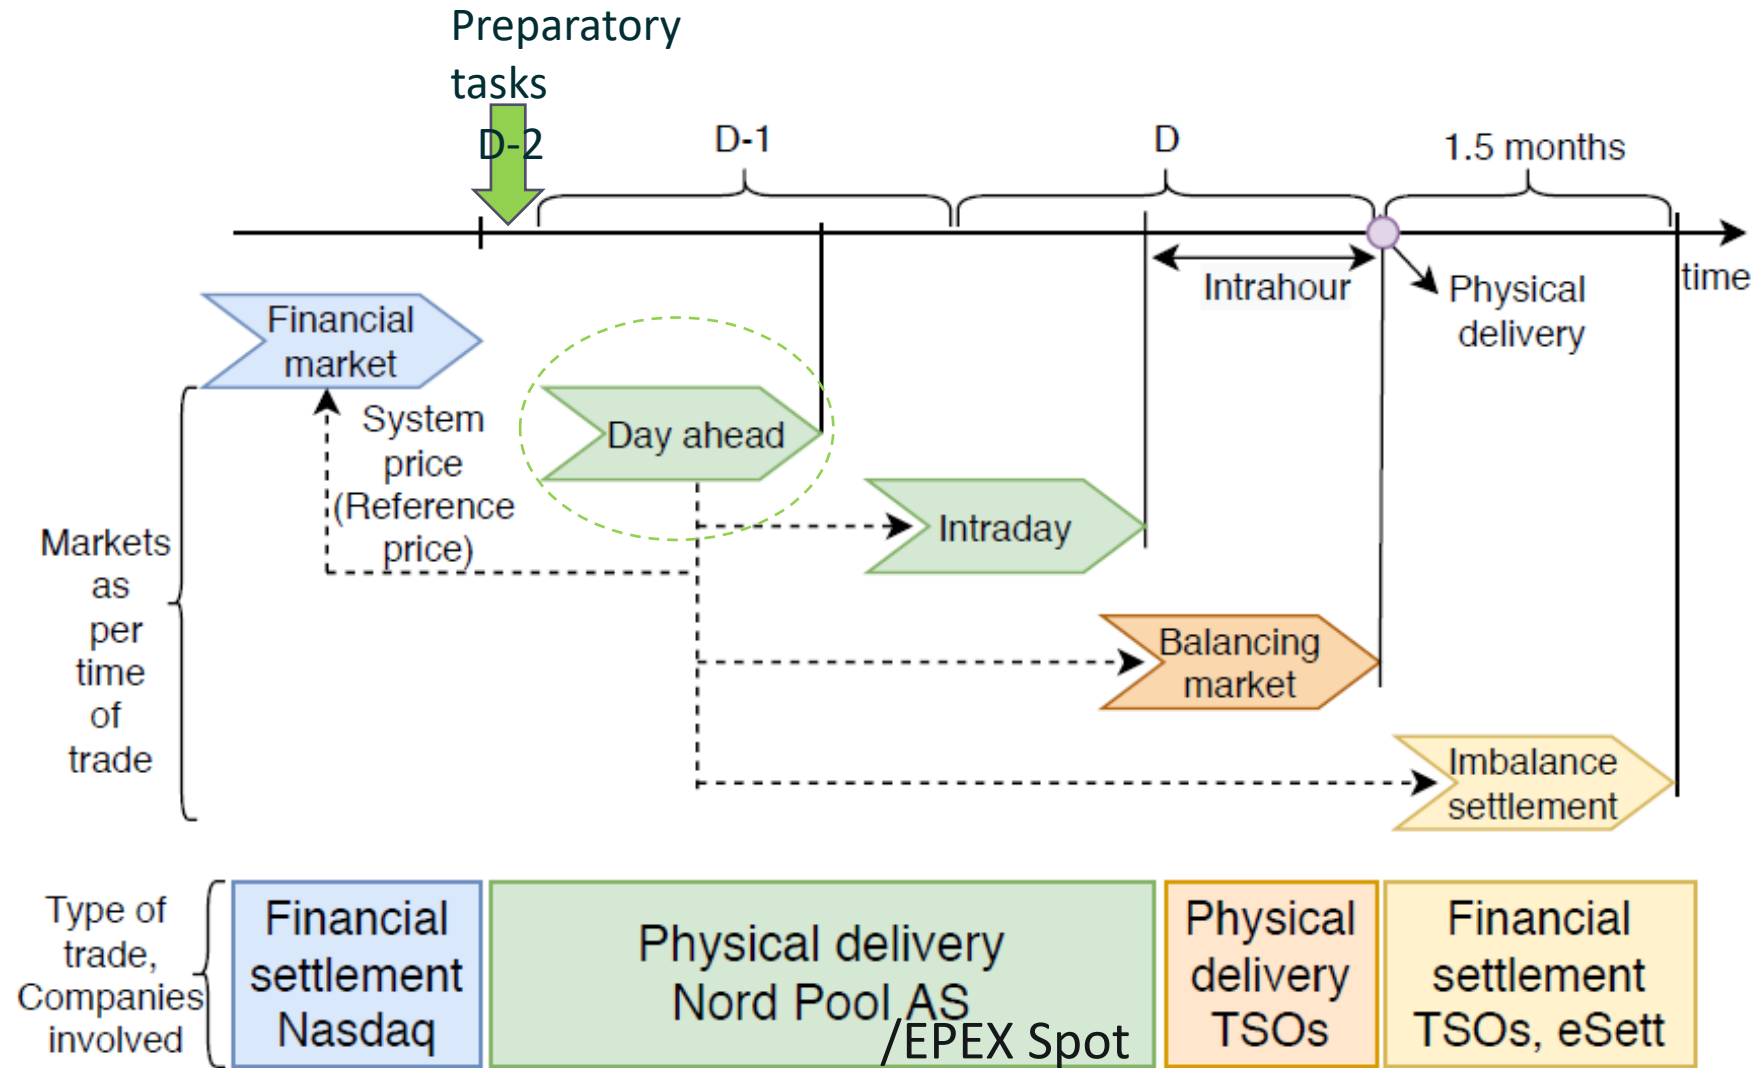 Preparatory
tasks
D-2
D-1
D
1.5 months
time
Intrahour
Physical
delivery
Financial
market
System
price
(Reference
price)
Day ahead
Intraday
Balancing
market
Imbalance
settlement
Markets
as
per
time
of
trade
Type of
trade,
Companies
involved
Financial
settlement
Nasdaq
Physical delivery
Nord Pool AS
/EPEX Spot
Physical
delivery
TSOs
Financial
settlement
TSOs, eSett